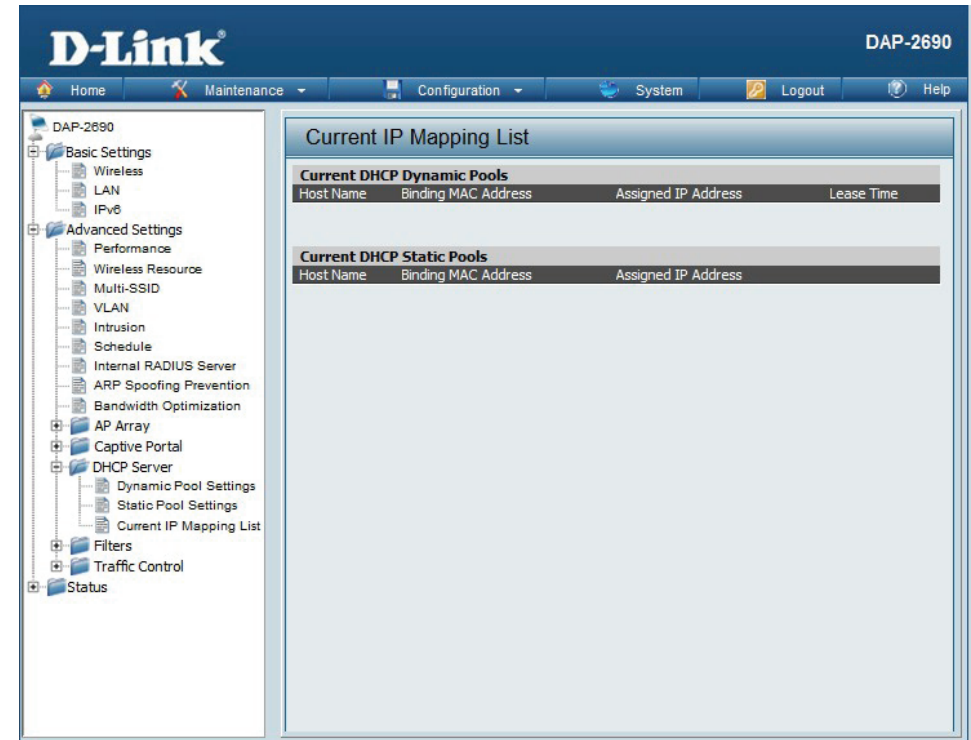 D-Link®
DAP-2690
Home Maintenance Configuration System Logout Help
DAP-2690
Basic Settings
Wireless
LAN
IPv6
Advanced Settings
Performance
Wireless Resource
Multi-SSID
VLAN
Intrusion
Schedule
Internal RADIUS Server
ARP Spoofing Prevention
Bandwidth Optimization
AP Array
Captive Portal
DHCP Server
Dynamic Pool Settings
Static Pool Settings
Current IP Mapping List
Filters
Traffic Control
Status
Current IP Mapping List
Current DHCP Dynamic Pools
Host Name Binding MAC Address Assigned IP Address Lease Time
Current DHCP Static Pools
Host Name Binding MAC Address Assigned IP Address